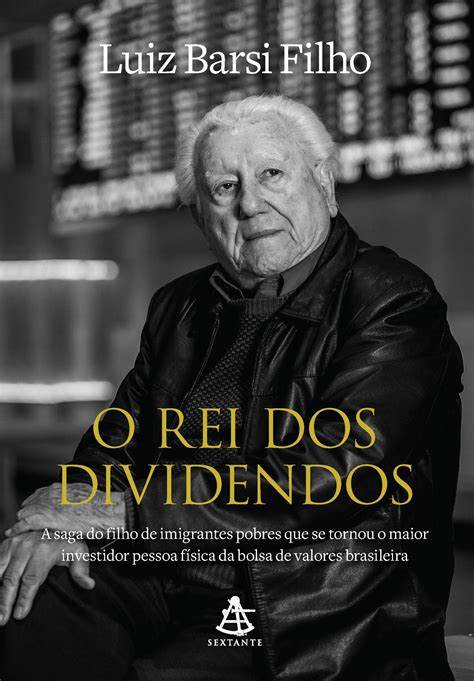 Luiz Barsi Filho
O REI DOS
DIVIDENDOS
A saga do filho de imigrantes pobres que se tornou o maior
investidor pessoa física da bolsa de valores brasileira
SEXTANTE